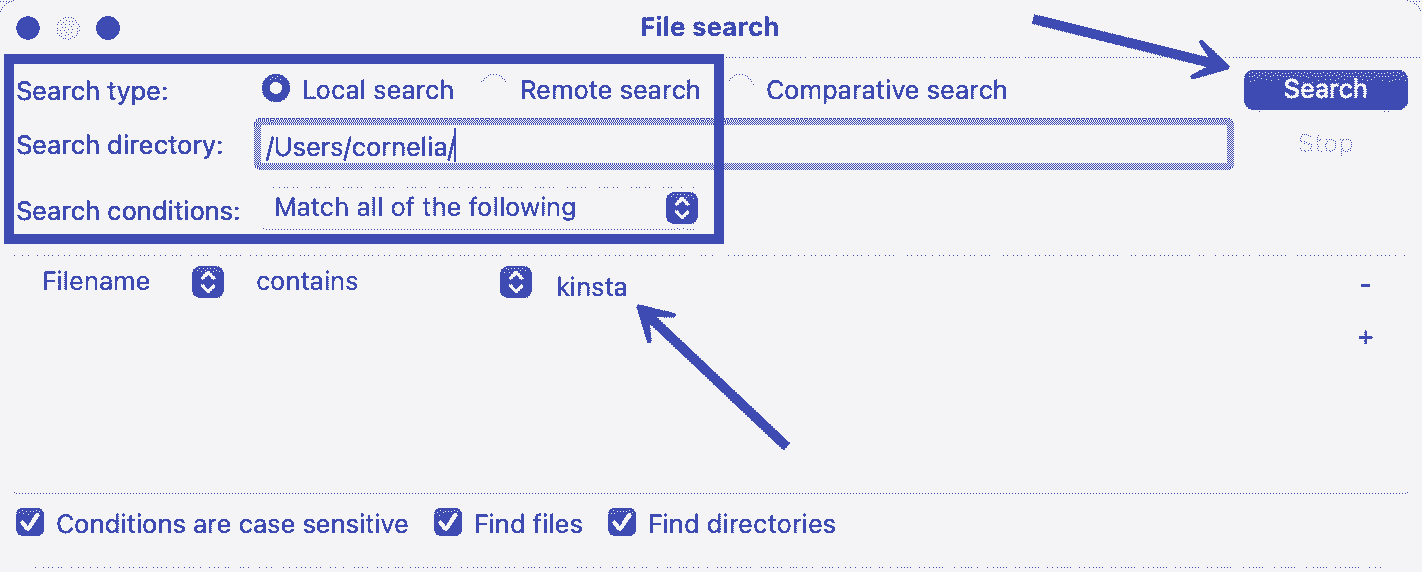 File search
Search type: Local search Remote search Comparative search Search
Search directory: /Users/cornelia/ Stop
Search conditions: Match all of the following
Filename contains kinsta -
+
Conditions are case sensitive Find files Find directories